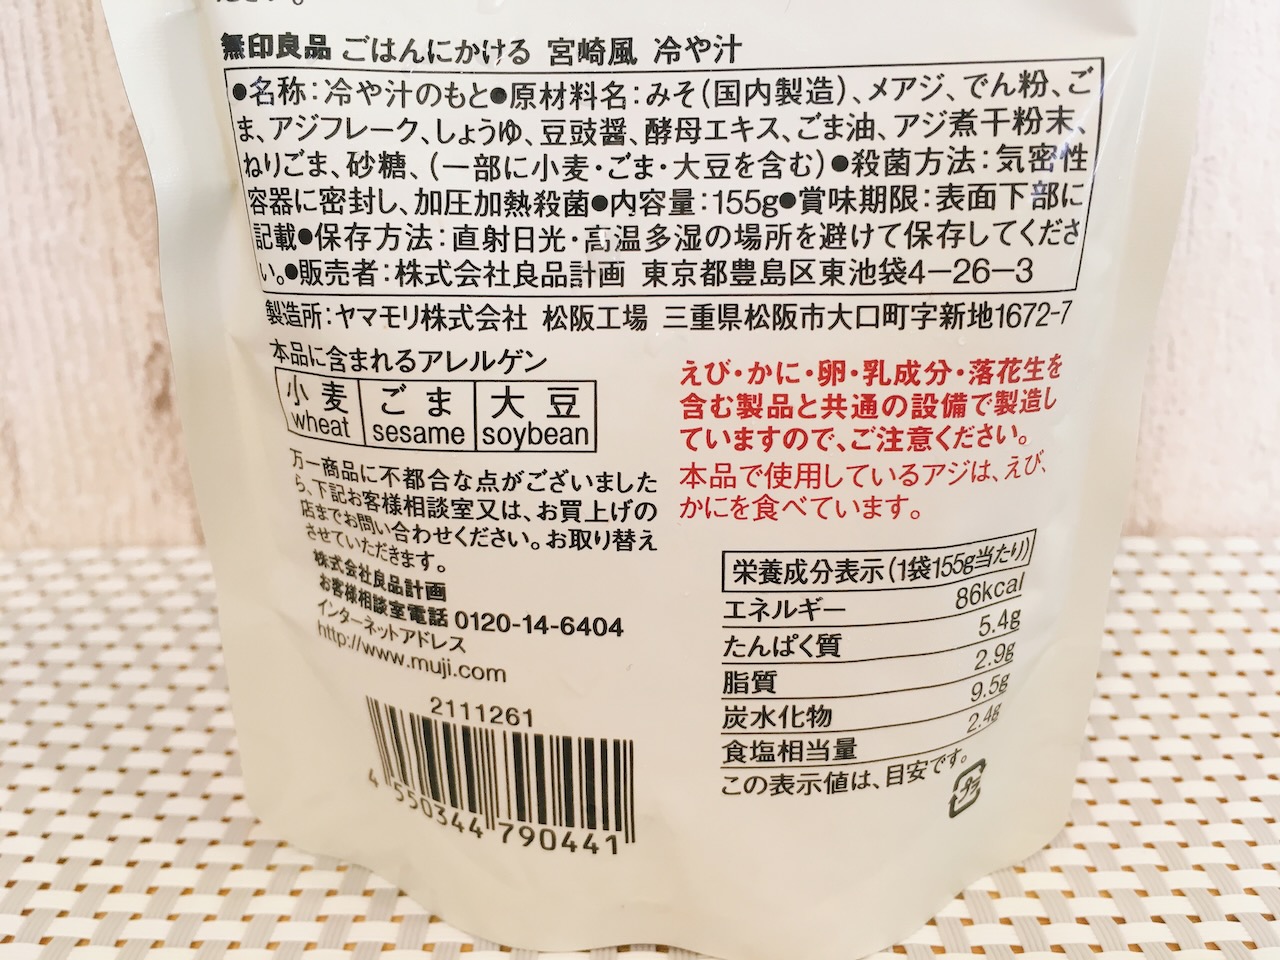 無印良品 ごはんにかける 宮崎風 冷や汁
●名称：冷や汁のもと●原材料名：みそ（国内製造）、メアジ、でん粉、ご
ま、アジフレーク、しょうゆ、豆豉醤、酵母エキス、ごま油、アジ煮干粉末、
ねりごま、砂糖、（一部に小麦・ごま・大豆を含む）●殺菌方法：気密性
容器に密封し、加圧加熱殺菌●内容量：155g●賞味期限：表面下部に
記載●保存方法：直射日光・高温多湿の場所を避けて保存してくださ
い。●販売者：株式会社良品計画 東京都豊島区東池袋4－26－3
製造所：ヤマモリ株式会社 松阪工場 三重県松阪市大口町字新地1672-7
本品に含まれるアレルゲン
小麦 ごま 大豆
wheat sesame soybean
えび・かに・卵・乳成分・落花生を
含む製品と共通の設備で製造し
ていますので、ご注意ください。
本品で使用しているアジは、えび、
かにを食べています。
万一商品に不都合な点がございました
ら、下記お客様相談室又は、お買上げの
店までお問い合わせください。お取り替え
させていただきます。
株式会社良品計画
お客様相談室電話 0120-14-6404
インターネットアドレス
http://www.muji.com
2111261
4 550344 790441
栄養成分表示（1袋155g当たり）
エネルギー 86kcal
たんぱく質 5.4g
脂質 2.9g
炭水化物 9.5g
食塩相当量 2.4g
この表示値は、目安です。
プラ